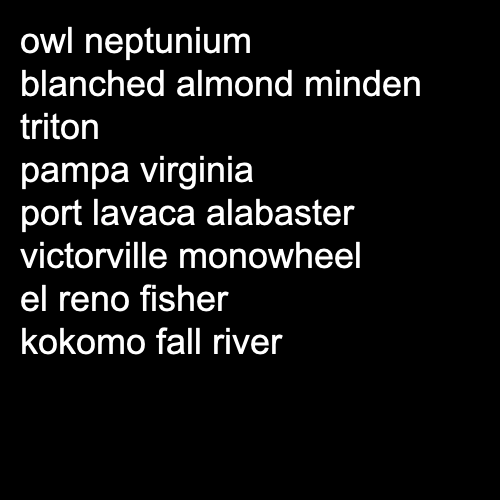 owl neptunium
blanched almond minden
triton
pampa virginia
port lavaca alabaster
victorville monowheel
el reno fisher
kokomo fall river